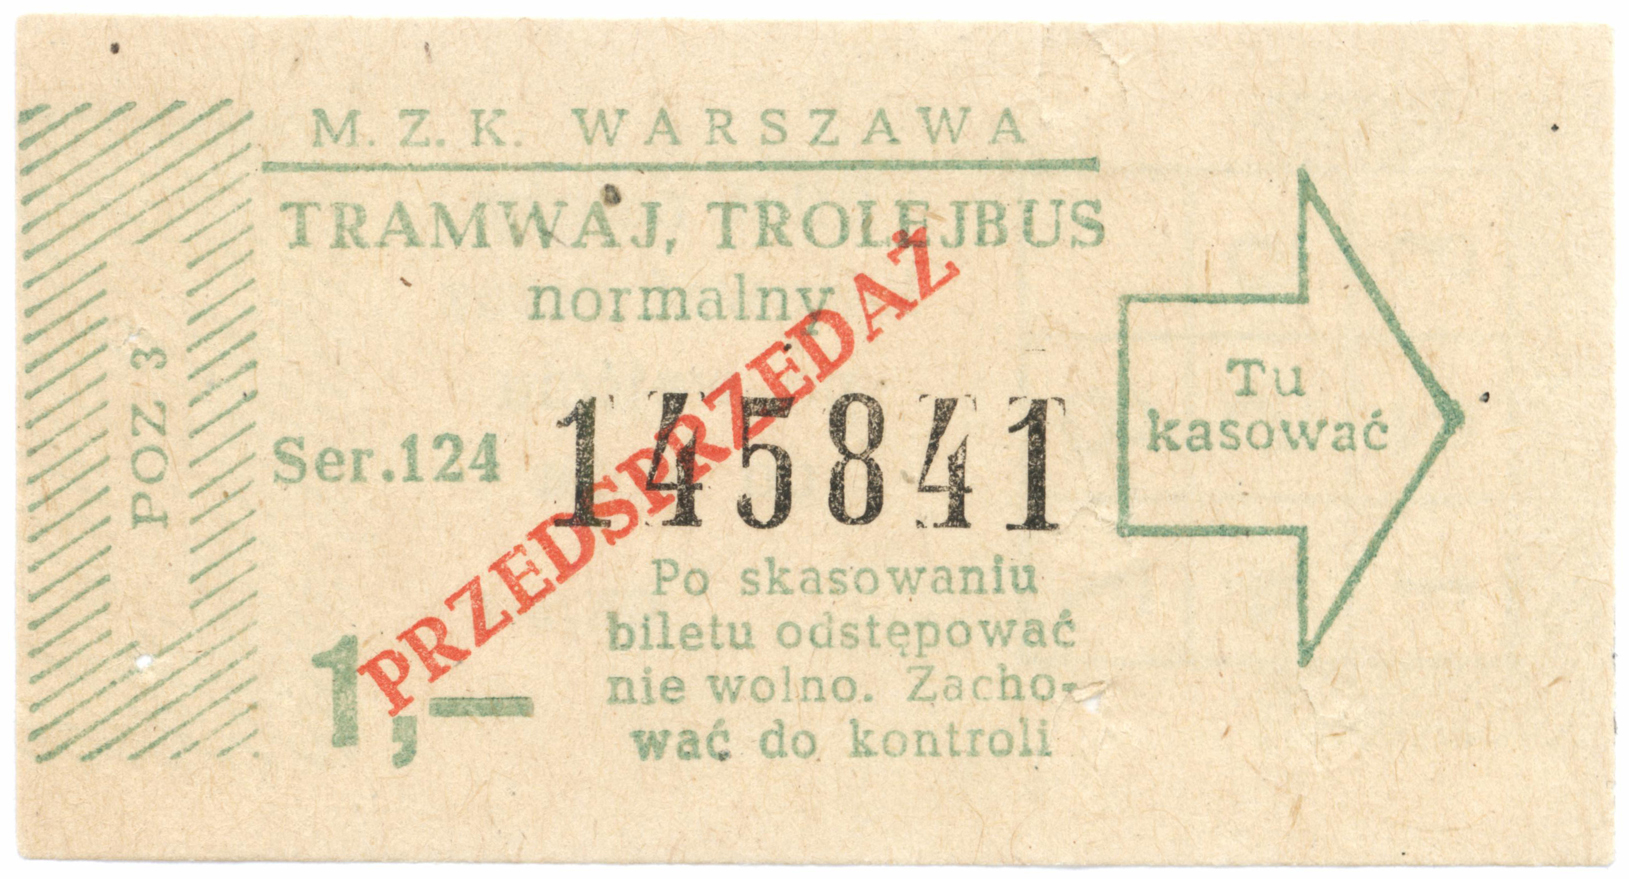 M. Z. K. WARSZAWA
TRAMWAJ, TROLEJBUS
normalny
PRZEDSPRZEDAŻ
POZ 3
Ser.124
145841
1,—
Po skasowaniu
biletu odstępować
nie wolno. Zacho-
wać do kontroli
Tu
kasować